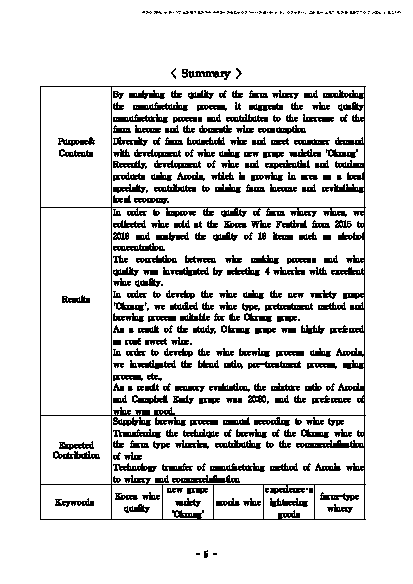 〈 Summary 〉
Purpose&
Contents
By analysing the quality of the farm winery and monitoring
the manufacturing process, it suggests the wine quality
manufacturing process and contributes to the increase of the
farm income and the domestic wine consumption
Diversity of farm household wine and meet consumer demand
with development of wine using new grape varieties 'Okrang'
Recently, development of wine and experiential and tourism
products using Aronia, which is growing in area as a local
specialty, contributes to raising farm income and revitalizing
local economy.
Results
In order to improve the quality of farm winery wines, we
collected wine sold at the Korea Wine Festival from 2015 to
2018 and analysed the quality of 18 items such as alcohol
concentration.
The correlation between wine making process and wine
quality was investigated by selecting 4 wineries with excellent
wine quality.
In order to develop the wine using the new variety grape
'Okrang', we studied the wine type, pretreatment method and
brewing process suitable for the Okrang grape.
As a result of the study, Okrang grape was highly preferred
as rosé sweet wine.
In order to develop the wine brewing process using Aronia,
we investigated the blend ratio, pre-treatment process, aging
process, etc.,
As a result of sensory evaluation, the mixture ratio of Aronia
and Campbell Early grape was 20:80, and the preference of
wine was good.
Expected
Contribution
Supplying brewing process manual according to wine type
Transferring the technique of brewing of the Okrang wine to
the farm type wineries, contributing to the commercialization
of wine
Technology transfer of manufacturing method of Aronia wine
to winery and commercialization
Keywords
Korea wine
quality
new grape
variety
'Okrang'
aronia wine
experience·s
ightseeing
goods
farm-type
winery